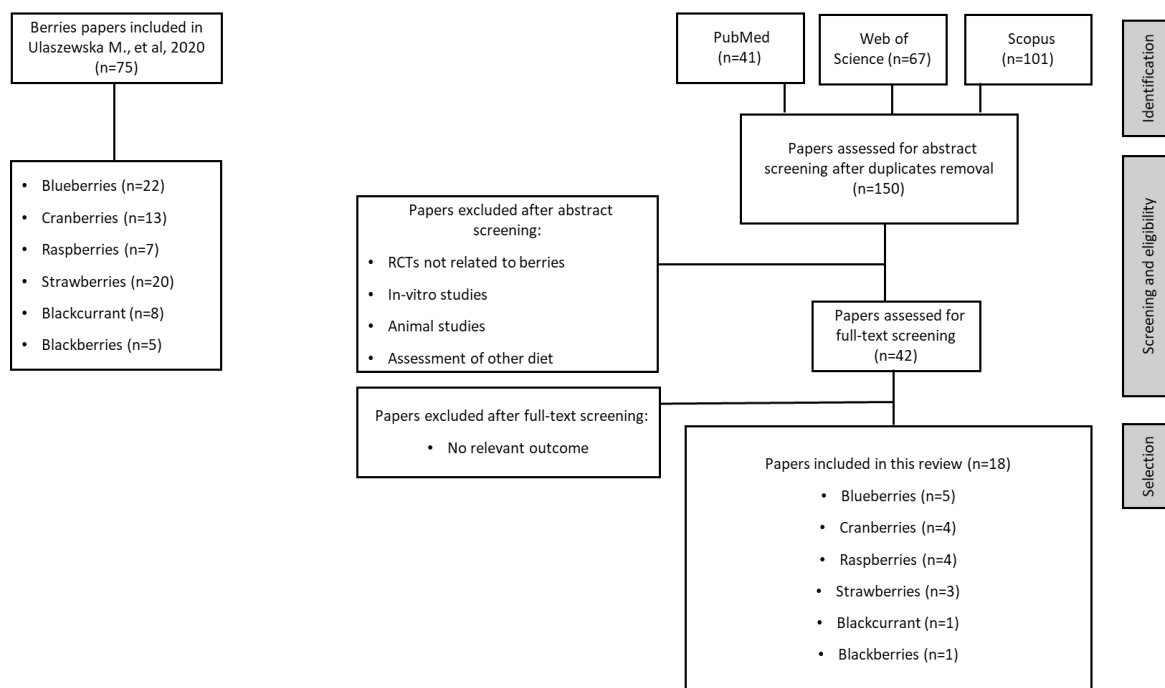 Berries papers included in
Ulaszewska M., et al, 2020
(n=75)
• Blueberries (n=22)
• Cranberries (n=13)
• Raspberries (n=7)
• Strawberries (n=20)
• Blackcurrant (n=8)
• Blackberries (n=5)
PubMed
(n=41)
Web of
Science (n=67)
Scopus
(n=101)
Identification
Papers assessed for abstract
screening after duplicates removal
(n=150)
Papers excluded after abstract
screening:
• RCTs not related to berries
• In-vitro studies
• Animal studies
• Assessment of other diet
Papers assessed for
full-text screening
(n=42)
Screening and eligibility
Papers excluded after full-text screening:
• No relevant outcome
Papers included in this review (n=18)
• Blueberries (n=5)
• Cranberries (n=4)
• Raspberries (n=4)
• Strawberries (n=3)
• Blackcurrant (n=1)
• Blackberries (n=1)
Selection